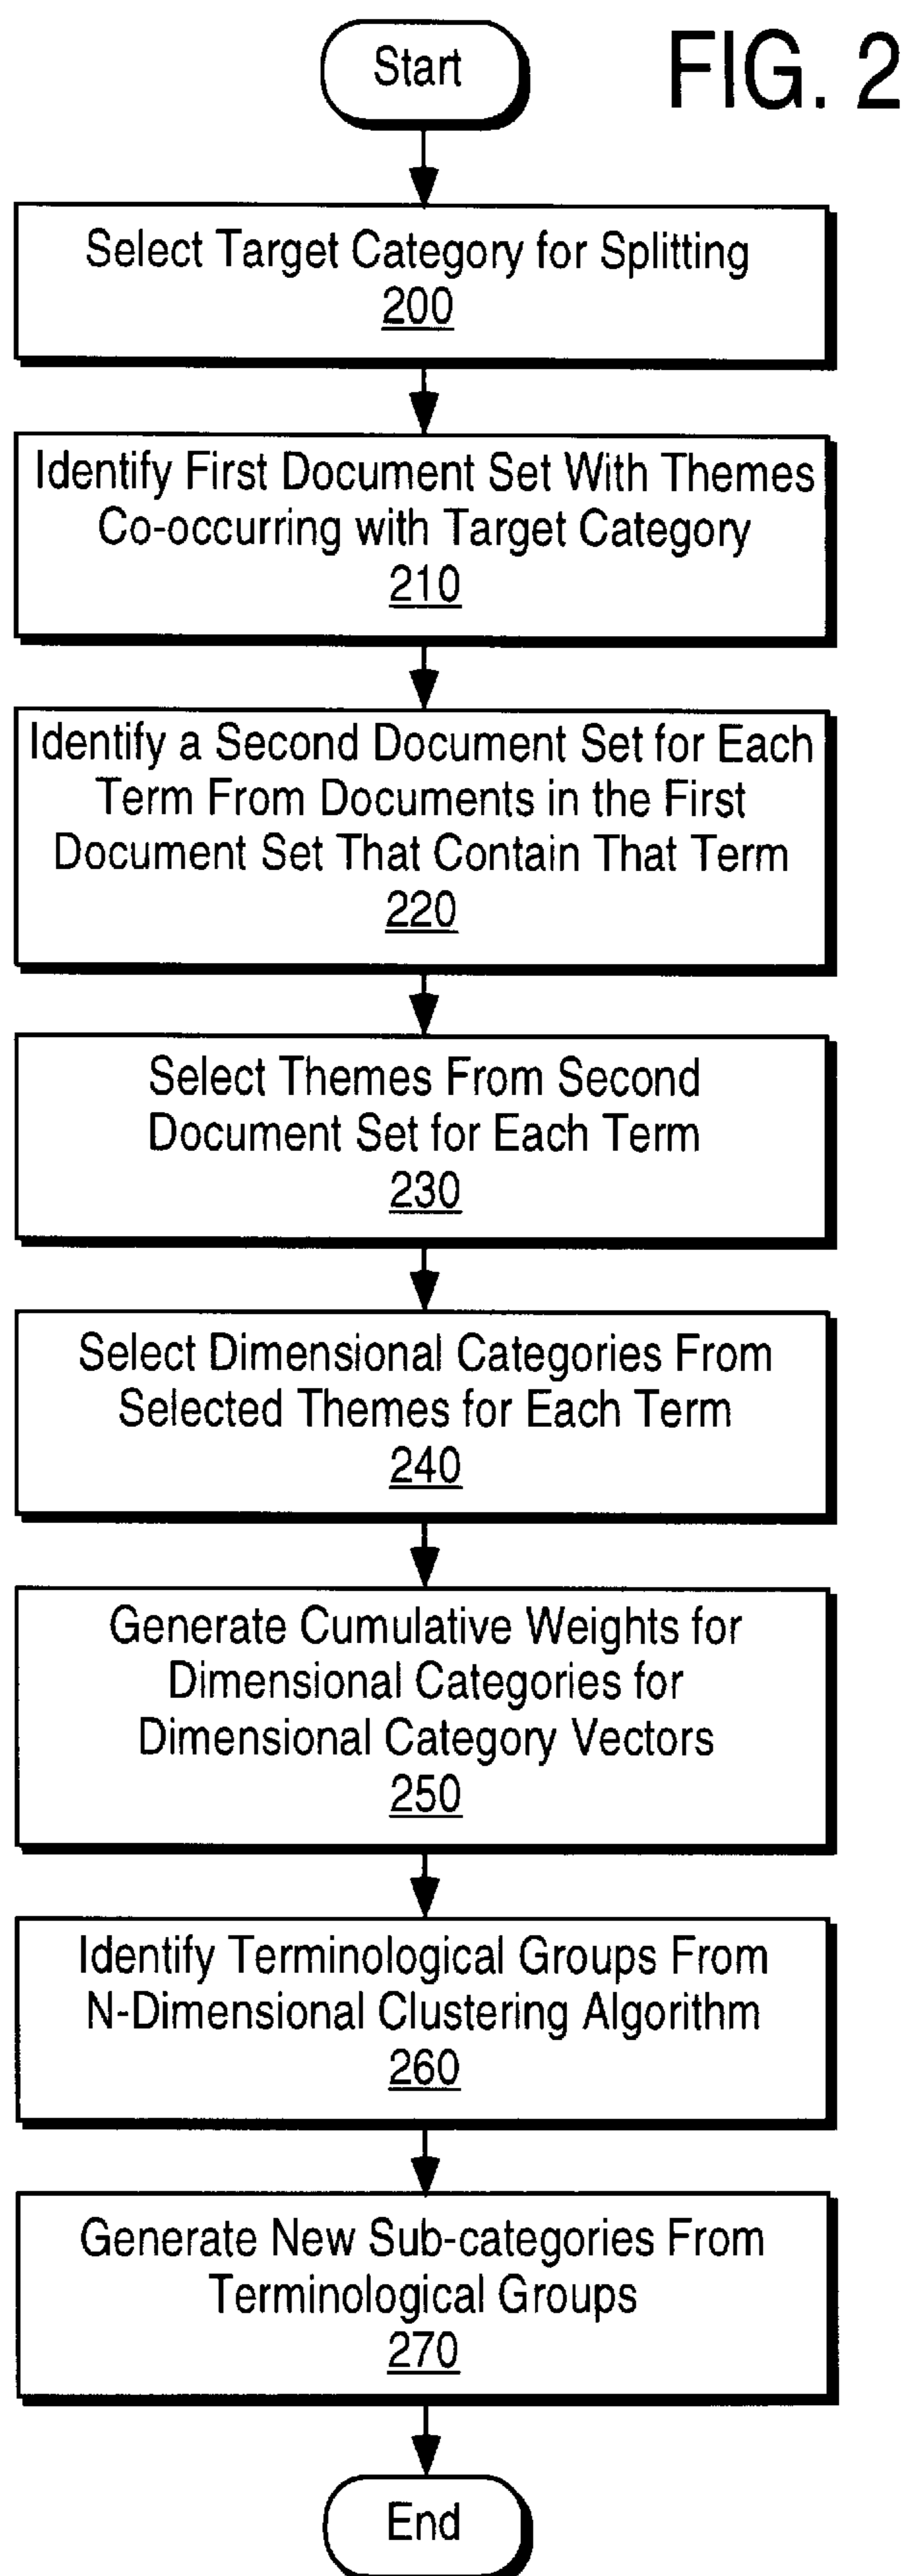 Start
FIG. 2
Select Target Category for Splitting
200
Identify First Document Set With Themes
Co-occurring with Target Category
210
Identify a Second Document Set for Each
Term From Documents in the First
Document Set That Contain That Term
220
Select Themes From Second
Document Set for Each Term
230
Select Dimensional Categories From
Selected Themes for Each Term
240
Generate Cumulative Weights for
Dimensional Categories for
Dimensional Category Vectors
250
Identify Terminological Groups From
N-Dimensional Clustering Algorithm
260
Generate New Sub-categories From
Terminological Groups
270
End